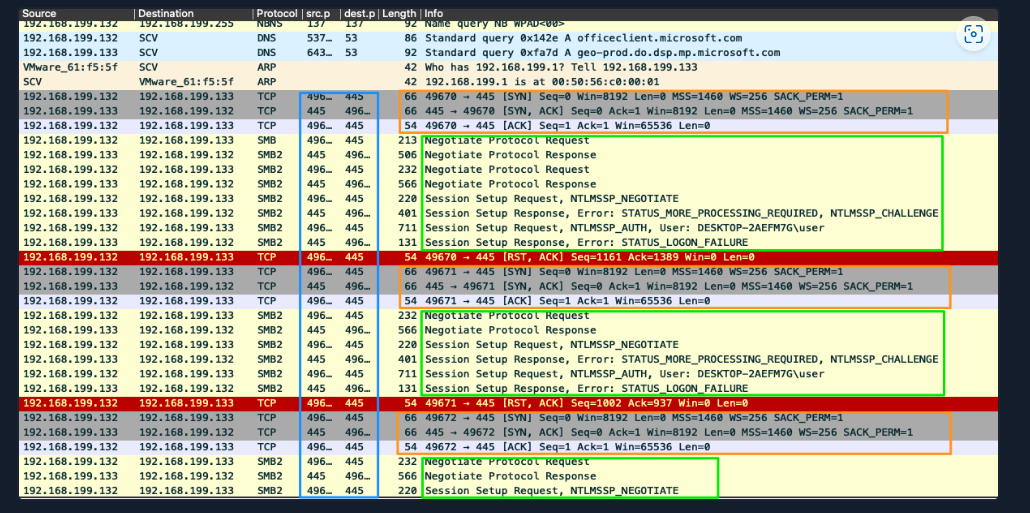 Source Destination Protocol src.p dest.p Length Info
192.168.199.132 192.168.199.255 NBNS 137 137 92 Name query NB WPAD<00>
192.168.199.132 SCV DNS 537… 53 86 Standard query 0x142e A officeclient.microsoft.com
192.168.199.133 SCV DNS 643… 53 92 Standard query 0xfa7d A geo-prod.do.dsp.mp.microsoft.com
VMware_61:f5:5f SCV ARP 42 Who has 192.168.199.1? Tell 192.168.199.133
SCV VMware_61:f5:5f ARP 42 192.168.199.1 is at 00:50:56:c0:00:01
192.168.199.132 192.168.199.133 TCP 496… 445 66 49670 → 445 [SYN] Seq=0 Win=8192 Len=0 MSS=1460 WS=256 SACK_PERM=1
192.168.199.133 192.168.199.132 TCP 445 496… 66 445 → 49670 [SYN, ACK] Seq=0 Ack=1 Win=8192 Len=0 MSS=1460 WS=256 SACK_PERM=1
192.168.199.132 192.168.199.133 TCP 496… 445 54 49670 → 445 [ACK] Seq=1 Ack=1 Win=65536 Len=0
192.168.199.132 192.168.199.133 SMB 496… 445 213 Negotiate Protocol Request
192.168.199.133 192.168.199.132 SMB2 445 496… 506 Negotiate Protocol Response
192.168.199.132 192.168.199.133 SMB2 496… 445 232 Negotiate Protocol Request
192.168.199.133 192.168.199.132 SMB2 445 496… 566 Negotiate Protocol Response
192.168.199.132 192.168.199.133 SMB2 496… 445 220 Session Setup Request, NTLMSSP_NEGOTIATE
192.168.199.133 192.168.199.132 SMB2 445 496… 401 Session Setup Response, Error: STATUS_MORE_PROCESSING_REQUIRED, NTLMSSP_CHALLENGE
192.168.199.132 192.168.199.133 SMB2 496… 445 711 Session Setup Request, NTLMSSP_AUTH, User: DESKTOP-2AEFM7G\user
192.168.199.133 192.168.199.132 SMB2 445 496… 131 Session Setup Response, Error: STATUS_LOGON_FAILURE
192.168.199.132 192.168.199.133 TCP 496… 445 54 49670 → 445 [RST, ACK] Seq=1161 Ack=1389 Win=0 Len=0
192.168.199.132 192.168.199.133 TCP 496… 445 66 49671 → 445 [SYN] Seq=0 Win=8192 Len=0 MSS=1460 WS=256 SACK_PERM=1
192.168.199.133 192.168.199.132 TCP 445 496… 66 445 → 49671 [SYN, ACK] Seq=0 Ack=1 Win=8192 Len=0 MSS=1460 WS=256 SACK_PERM=1
192.168.199.132 192.168.199.133 TCP 496… 445 54 49671 → 445 [ACK] Seq=1 Ack=1 Win=65536 Len=0
192.168.199.132 192.168.199.133 SMB2 496… 445 232 Negotiate Protocol Request
192.168.199.133 192.168.199.132 SMB2 445 496… 566 Negotiate Protocol Response
192.168.199.132 192.168.199.133 SMB2 496… 445 220 Session Setup Request, NTLMSSP_NEGOTIATE
192.168.199.133 192.168.199.132 SMB2 445 496… 401 Session Setup Response, Error: STATUS_MORE_PROCESSING_REQUIRED, NTLMSSP_CHALLENGE
192.168.199.132 192.168.199.133 SMB2 496… 445 711 Session Setup Request, NTLMSSP_AUTH, User: DESKTOP-2AEFM7G\user
192.168.199.133 192.168.199.132 SMB2 445 496… 131 Session Setup Response, Error: STATUS_LOGON_FAILURE
192.168.199.132 192.168.199.133 TCP 496… 445 54 49671 → 445 [RST, ACK] Seq=1002 Ack=937 Win=0 Len=0
192.168.199.132 192.168.199.133 TCP 496… 445 66 49672 → 445 [SYN] Seq=0 Win=8192 Len=0 MSS=1460 WS=256 SACK_PERM=1
192.168.199.133 192.168.199.132 TCP 445 496… 66 445 → 49672 [SYN, ACK] Seq=0 Ack=1 Win=8192 Len=0 MSS=1460 WS=256 SACK_PERM=1
192.168.199.132 192.168.199.133 TCP 496… 445 54 49672 → 445 [ACK] Seq=1 Ack=1 Win=65536 Len=0
192.168.199.132 192.168.199.133 SMB2 496… 445 232 Negotiate Protocol Request
192.168.199.133 192.168.199.132 SMB2 445 496… 566 Negotiate Protocol Response
192.168.199.132 192.168.199.133 SMB2 496… 445 220 Session Setup Request, NTLMSSP_NEGOTIATE